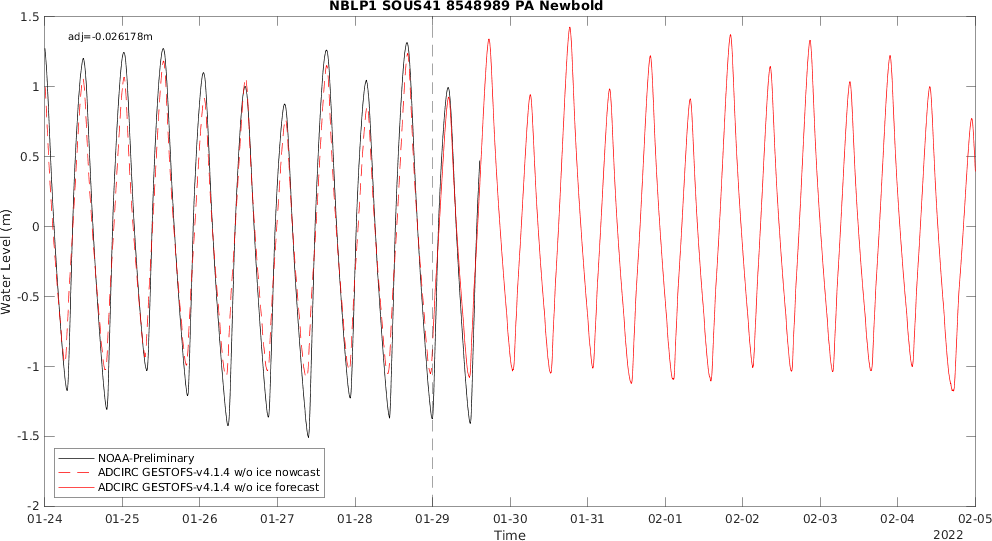 NBLP1 SOUS41 8548989 PA Newbold
adj=-0.026178m
1.5
1
0.5
0
-0.5
-1
-1.5
-2
Water Level (m)
NOAA-Preliminary
ADCIRC GESTOFS-v4.1.4 w/o ice nowcast
ADCIRC GESTOFS-v4.1.4 w/o ice forecast
01-24 01-25 01-26 01-27 01-28 01-29 01-30 01-31 02-01 02-02 02-03 02-04 02-05
Time
2022